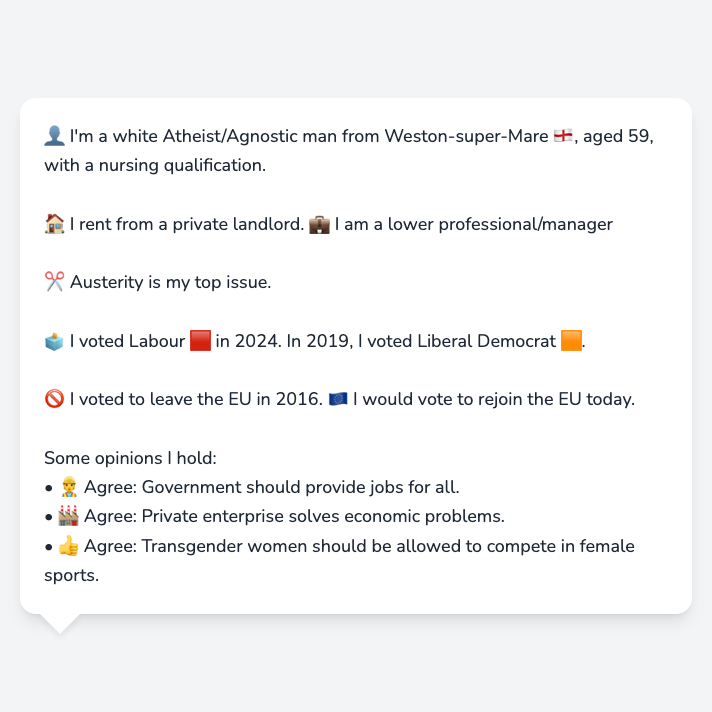 👤 I'm a white Atheist/Agnostic man from Weston-super-Mare 🏴󠁧󠁢󠁥󠁮󠁧󠁿, aged 59,
with a nursing qualification.
🏠 I rent from a private landlord. 💼 I am a lower professional/manager
✂️ Austerity is my top issue.
🗳️ I voted Labour 🟥 in 2024. In 2019, I voted Liberal Democrat 🟧.
🚫 I voted to leave the EU in 2016. 🇪🇺 I would vote to rejoin the EU today.
Some opinions I hold:
• 👷 Agree: Government should provide jobs for all.
• 🏭 Agree: Private enterprise solves economic problems.
• 👍 Agree: Transgender women should be allowed to compete in female
sports.